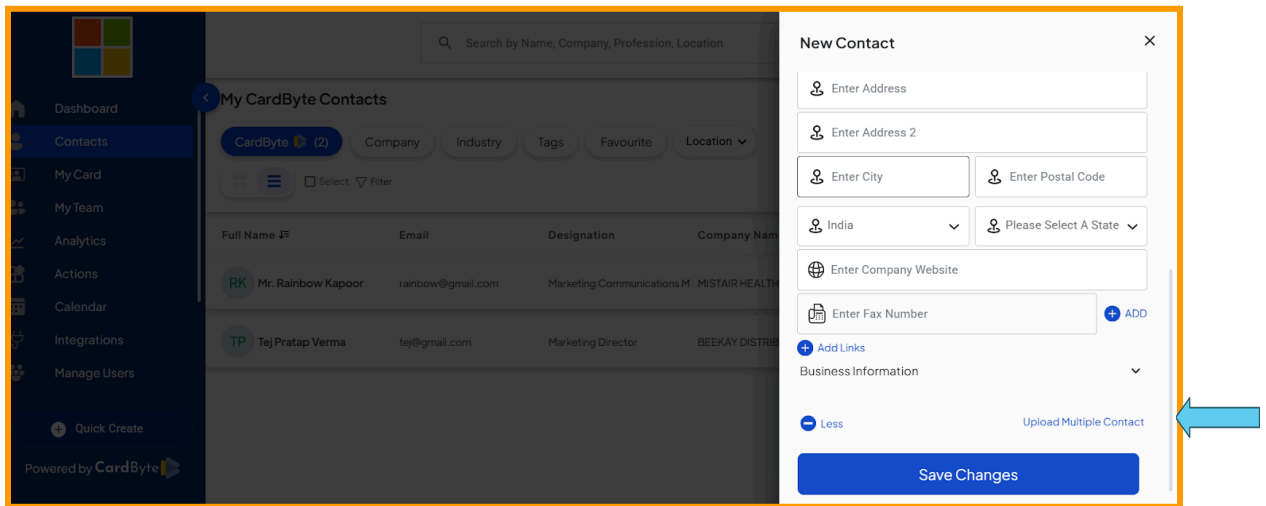 Search by Name, Company, Profession, Location
New Contact
Dashboard
Contacts
My Card
My Team
Analytics
Actions
Calendar
Integrations
Manage Users
Quick Create
Powered by CardByte
My CardByte Contacts
CardByte (2) Company Industry Tags Favourite Location
Select Filter
Full Name Email Designation Company Nam
RK Mr. Rainbow Kapoor rainbow@gmail.com Marketing Communications M MISTAIR HEALTH
TP Tej Pratap Verma tej@gmail.com Marketing Director BEEKAY DISTRIB
Enter Address
Enter Address 2
Enter City Enter Postal Code
India Please Select A State
Enter Company Website
Enter Fax Number ADD
Add Links
Business Information
Less Upload Multiple Contact
Save Changes